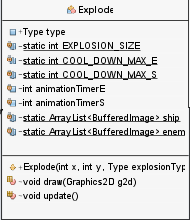 Explode
+Type type
-static int EXPLOSION_SIZE
-static int COOL_DOWN_MAX_E
-static int COOL_DOWN_MAX_S
-int animationTimerE
-int animationTimerS
-static ArrayList<BufferedImage> ship
-static ArrayList<BufferedImage> enem
+Explode(int x, int y, Type explosionTyp
-void draw(Graphics2D g2d)
-void update()